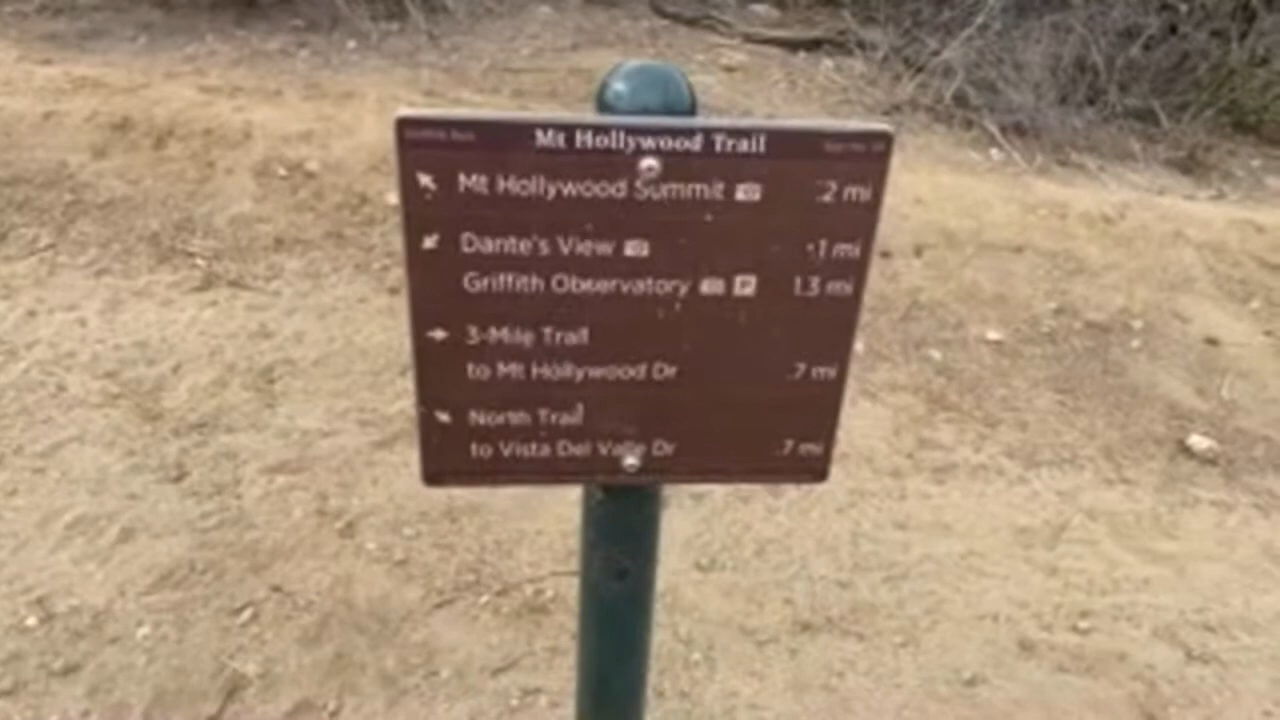 Mt Hollywood Trail
Mt Hollywood Summit .2 mi
Dante's View .1 mi
Griffith Observatory P 1.3 mi
3-Mile Trail
to Mt Hollywood Dr .7 mi
North Trail
to Vista Del Valle Dr .7 mi